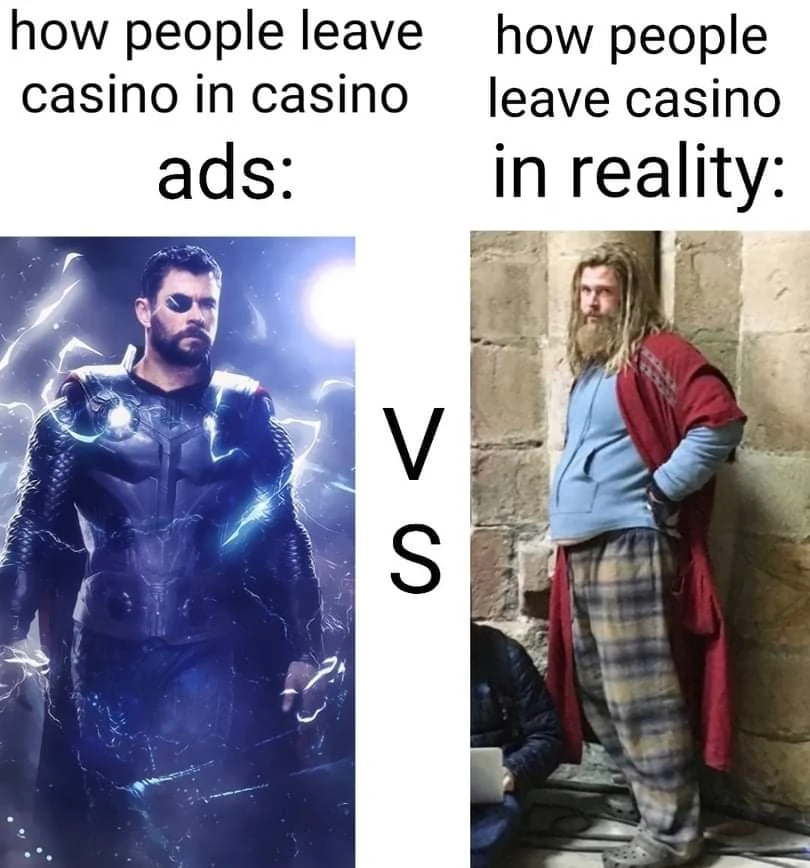 how people leave
casino in casino
ads:
how people
leave casino
in reality:
V
S